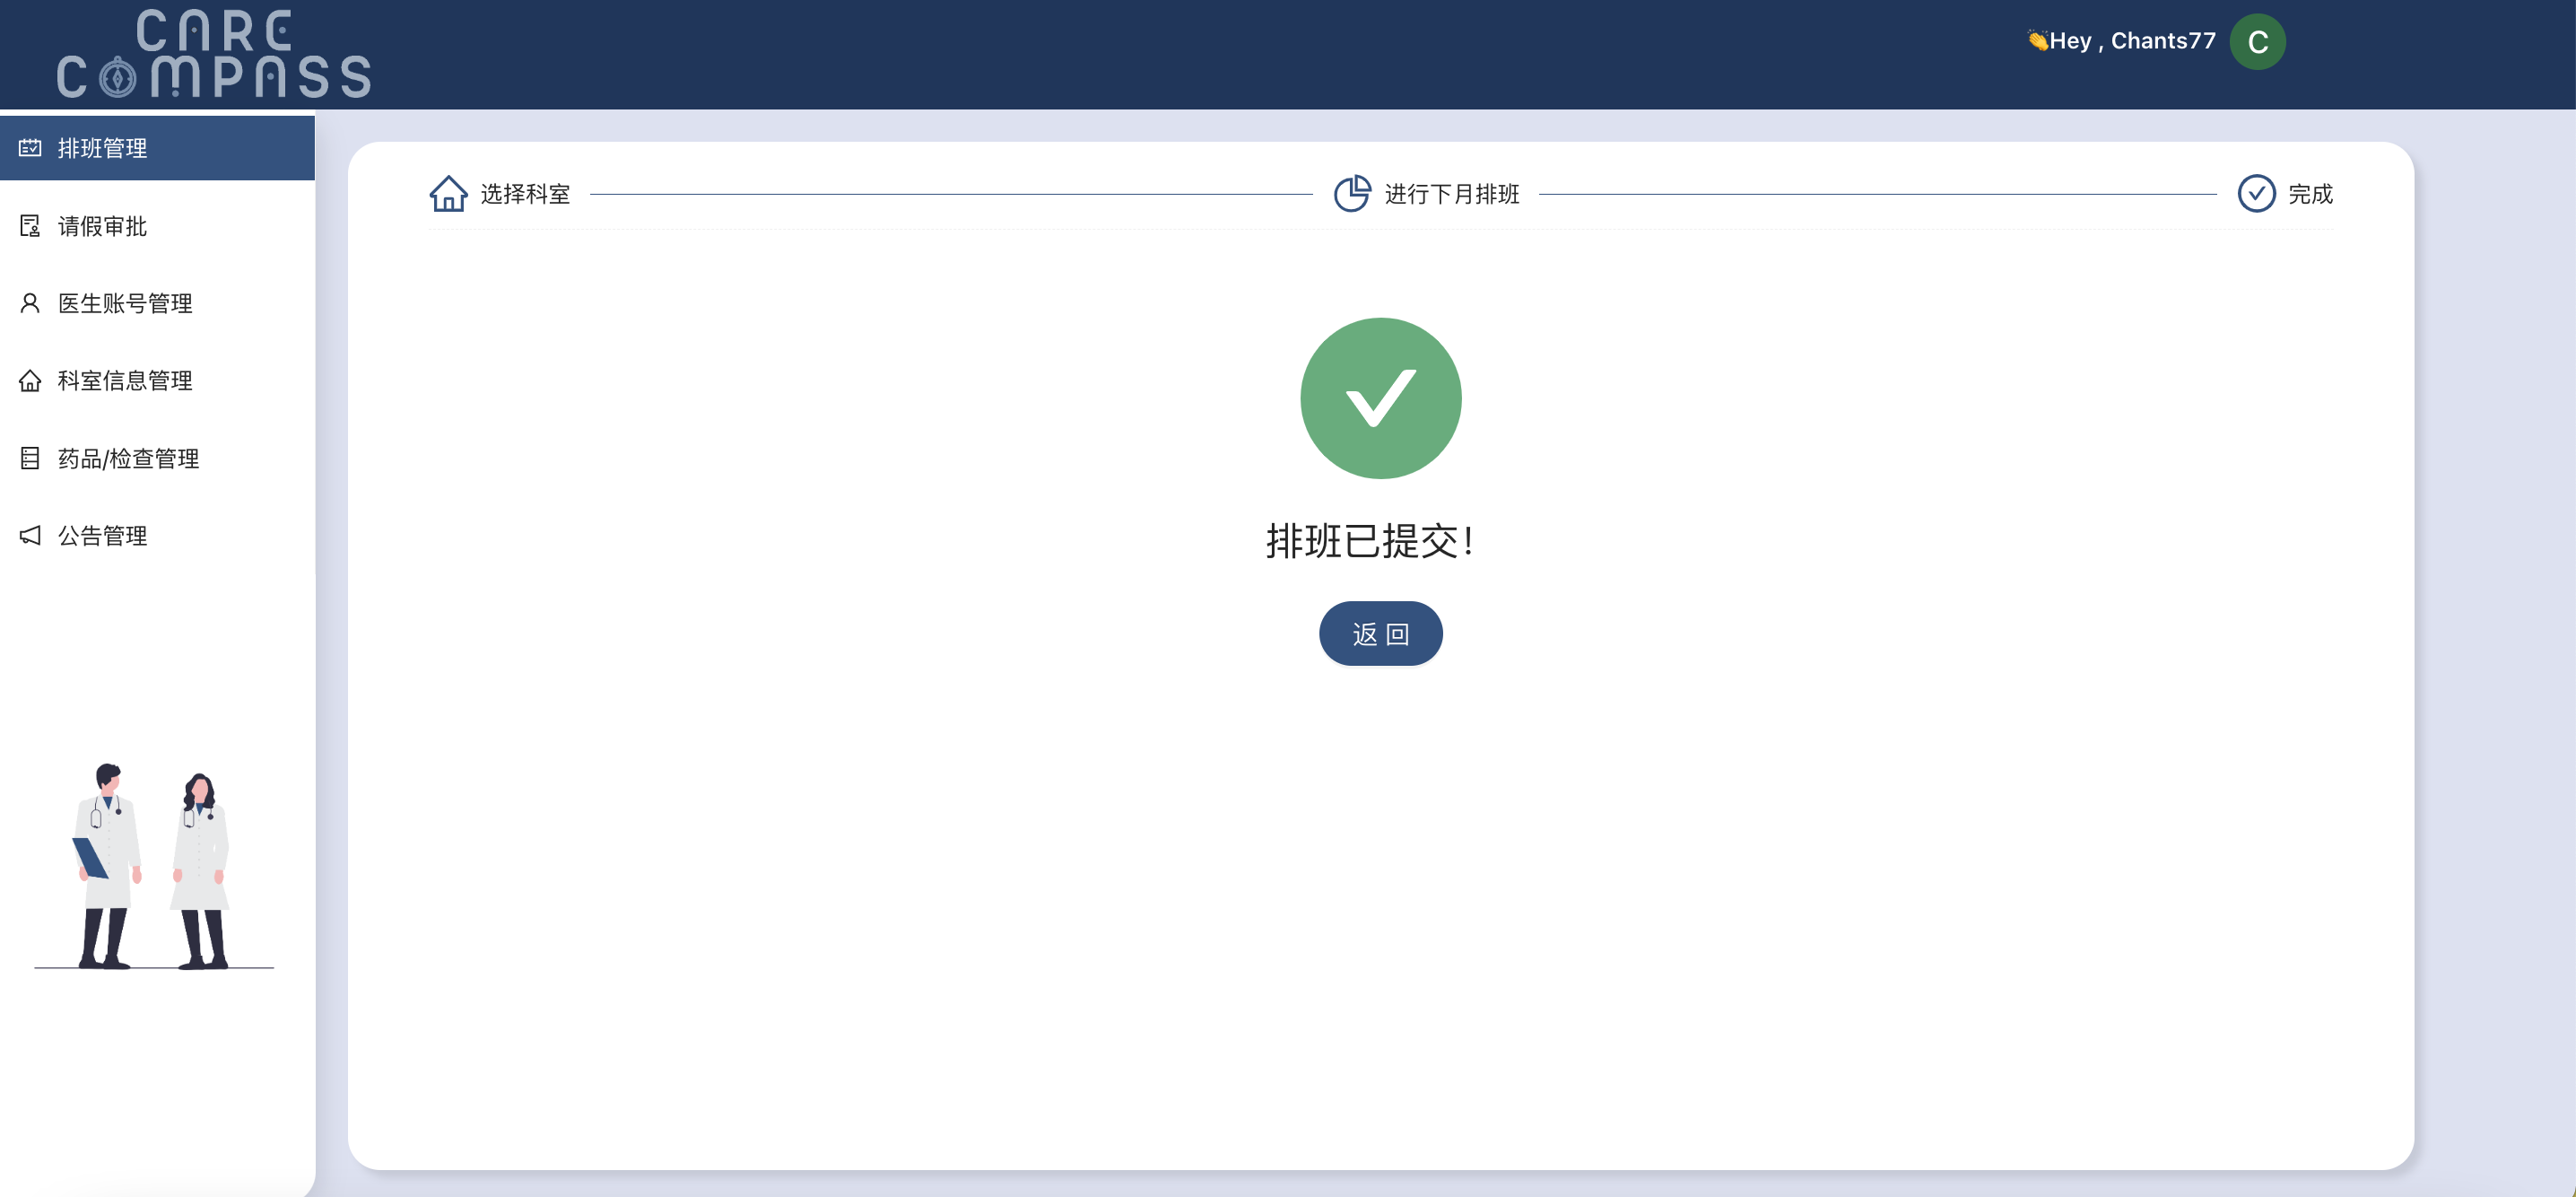 CARE
COMPASS
👏Hey , Chants77
C
排班管理
请假审批
医生账号管理
科室信息管理
药品/检查管理
公告管理
选择科室
进行下月排班
完成
排班已提交!
返 回